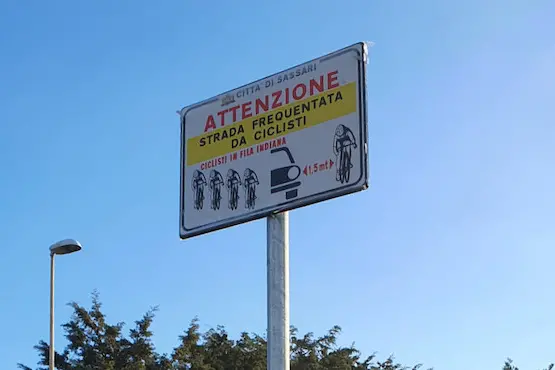 CITTÀ DI SASSARI
ATTENZIONE
STRADA FREQUENTATA
DA CICLISTI
CICLISTI IN FILA INDIANA
1,5 mt